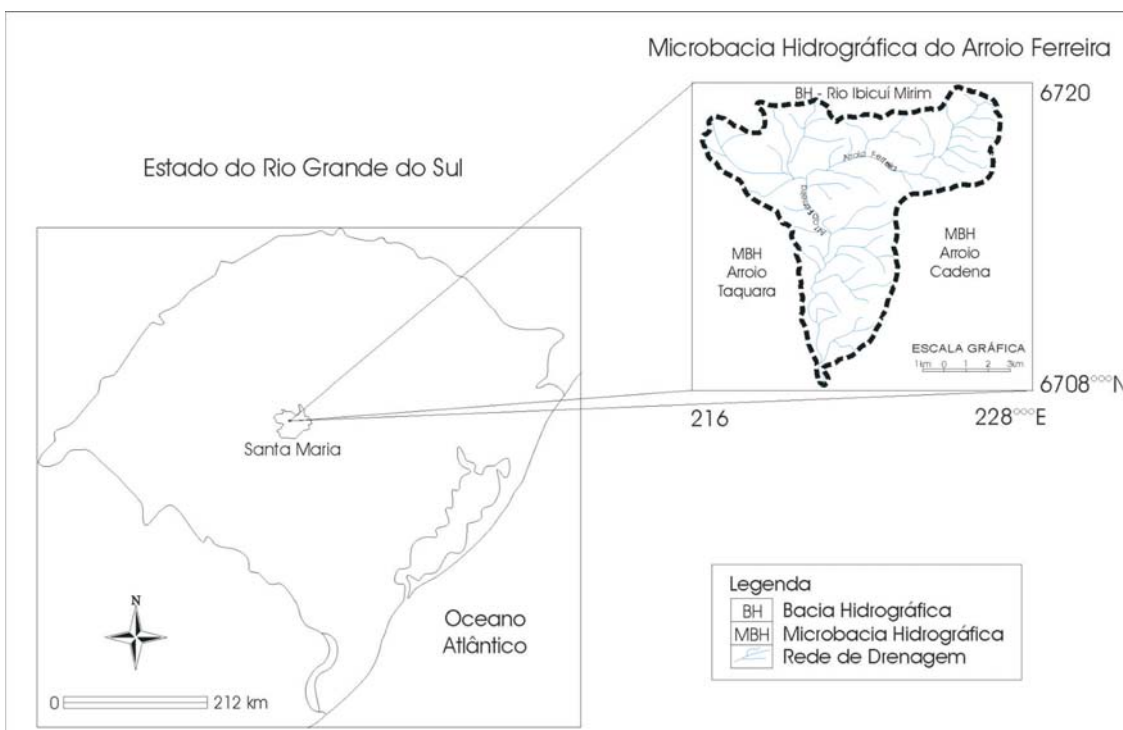 Microbacia Hidrográfica do Arroio Ferreira
BH - Rio Ibicuí Mirim
6720
Arroio Ferreira
MBH
Arroio
Taquara
MBH
Arroio
Cadena
ESCALA GRÁFICA
1km 0 1 2 3km
6708°°°N
216
228°°°E
Estado do Rio Grande do Sul
Santa Maria
N
Oceano
Atlântico
0 212 km
Legenda
BH Bacia Hidrográfica
MBH Microbacia Hidrográfica
Rede de Drenagem